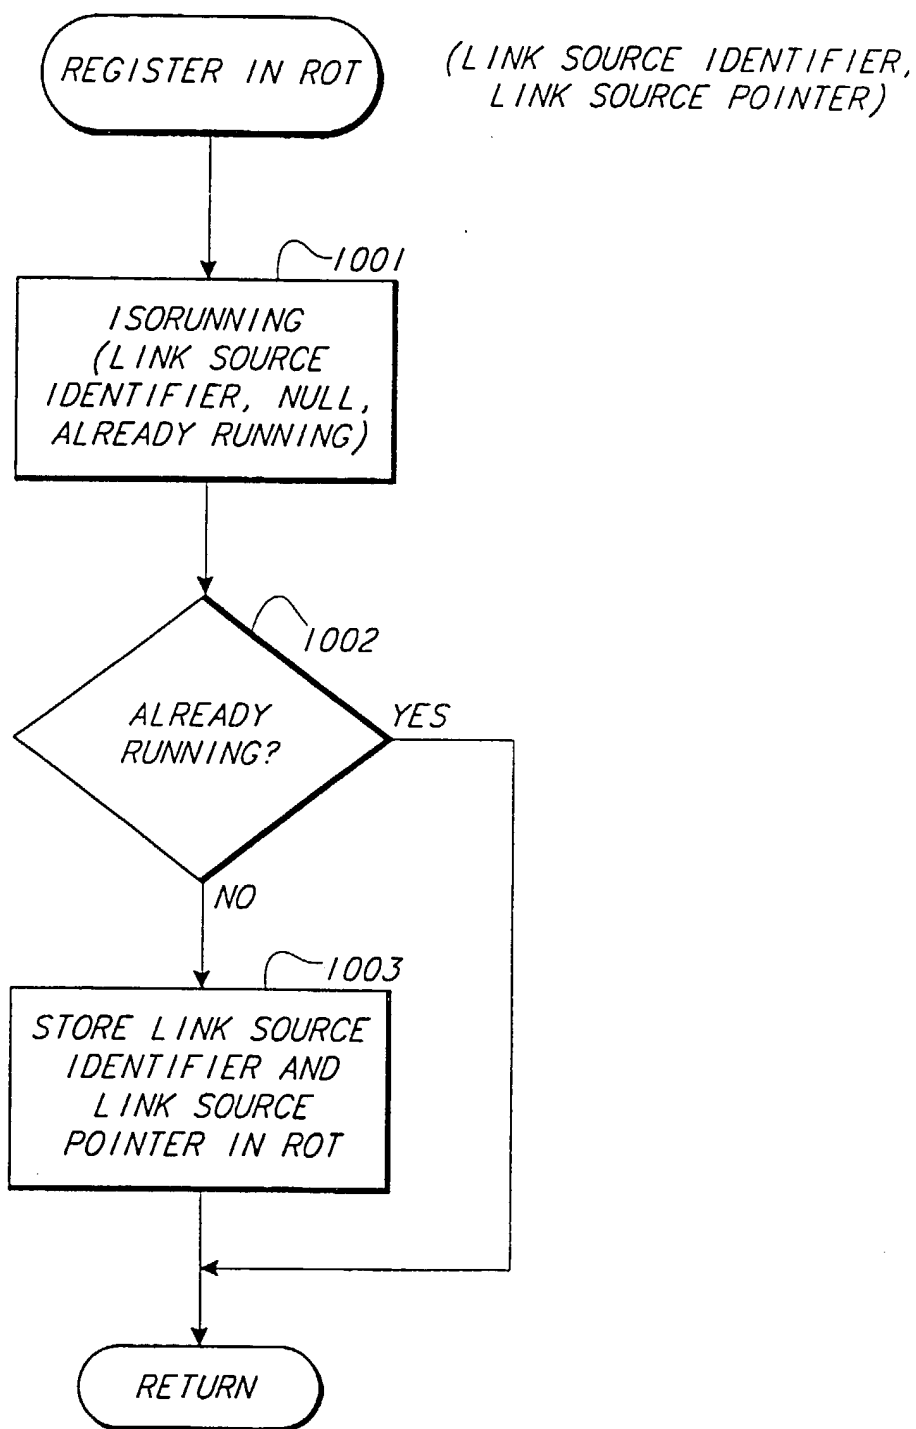 REGISTER IN ROT
(LINK SOURCE IDENTIFIER,
LINK SOURCE POINTER)
1001
ISORUNNING
(LINK SOURCE
IDENTIFIER, NULL,
ALREADY RUNNING)
1002
ALREADY
RUNNING?
YES
NO
1003
STORE LINK SOURCE
IDENTIFIER AND
LINK SOURCE
POINTER IN ROT
RETURN